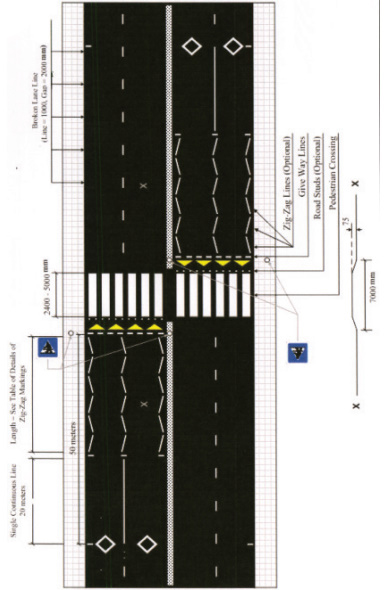 Broken Lane Line
(Line = 1000, Gap = 2000 mm)
2400 - 5000 mm
Length – See Table of Details of
Zig-Zag Markings
Single Continuous Line
20 meters
50 meters
X
X
Zig-Zag Lines (Optional)
Give Way Lines
Road Studs (Optional)
Pedestrian Crossing
X
75
7000 mm
X